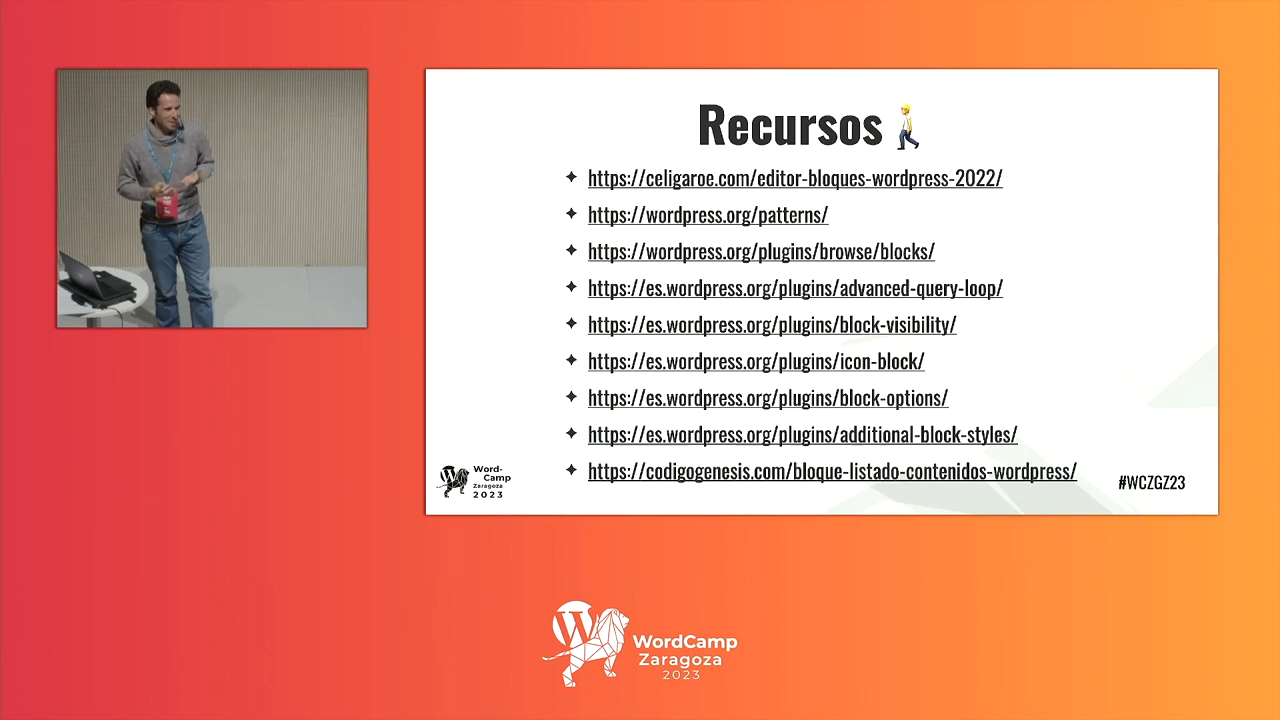 Recursos
https://celigaroe.com/editor-bloques-wordpress-2022/
https://wordpress.org/patterns/
https://wordpress.org/plugins/browse/blocks/
https://es.wordpress.org/plugins/advanced-query-loop/
https://es.wordpress.org/plugins/block-visibility/
https://es.wordpress.org/plugins/icon-block/
https://es.wordpress.org/plugins/block-options/
https://es.wordpress.org/plugins/additional-block-styles/
https://codigogenesis.com/bloque-listado-contenidos-wordpress/
Word-
Camp
Zaragoza
2023
#WCZGZ23
WordCamp
Zaragoza
2023